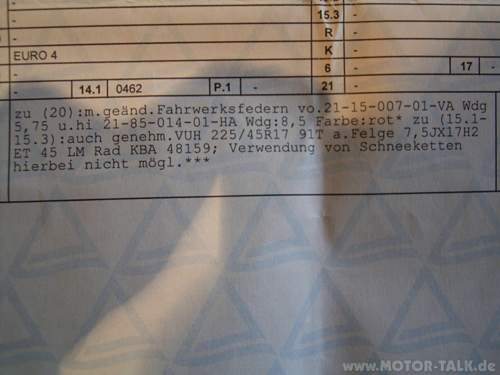 15.3 -
- R -
EURO 4 K -
- 6 - 17 -
- 14.1 0462 P.1 - 21 -
zu (20):m.geänd.Fahrwerksfedern vo.21-15-007-01-VA Wdg
5,75 u.hi 21-85-014-01-HA Wdg:8,5 Farbe:rot* zu (15.1-
15.3):auch genehm.VUH 225/45R17 91T a.Felge 7,5JX17H2
ET 45 LM Rad KBA 48159; Verwendung von Schneeketten
hierbei nicht mögl.***
www.MOTOR-TALK.de